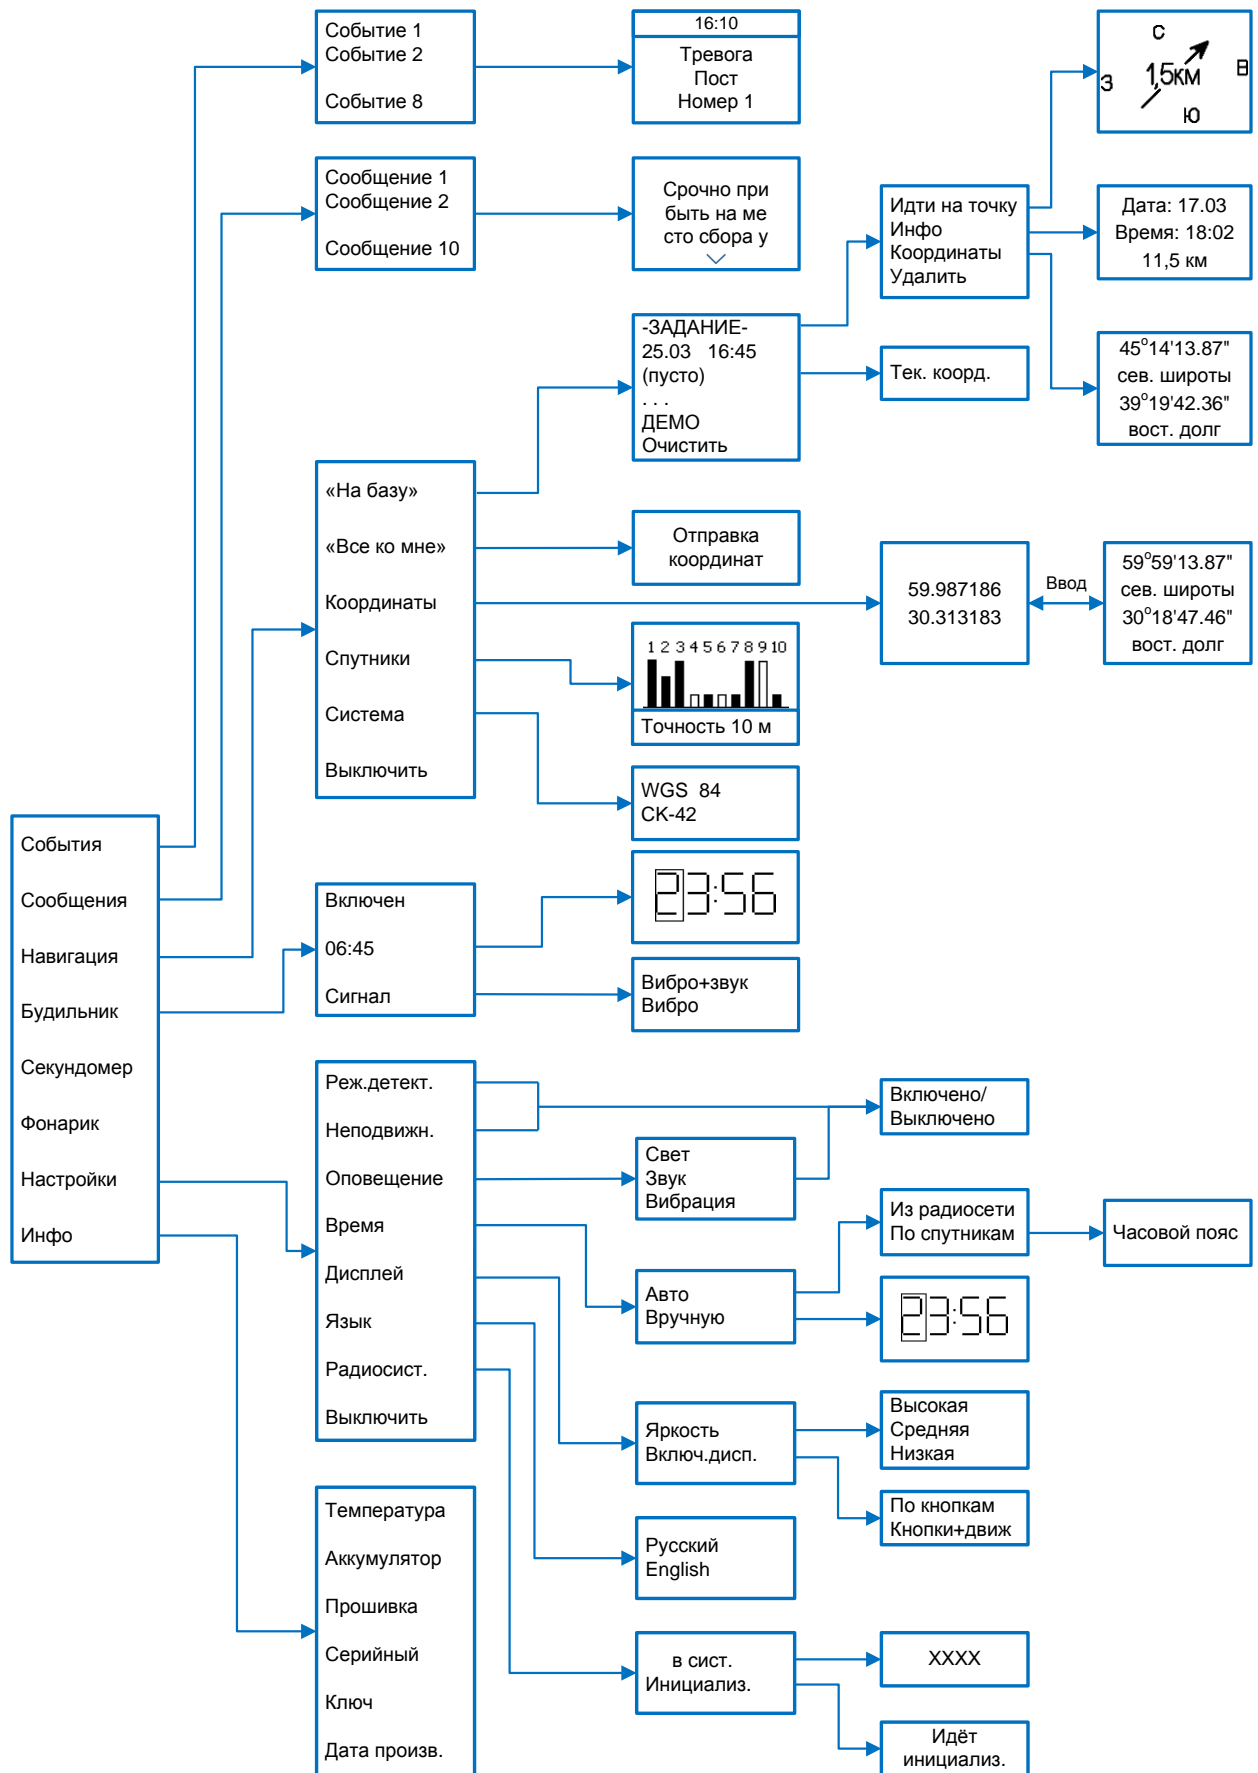 События
Сообщения
Навигация
Будильник
Секундомер
Фонарик
Настройки
Инфо
Событие 1
Событие 2
Событие 8
16:10
Тревога
Пост
Номер 1
Сообщение 1
Сообщение 2
Сообщение 10
Срочно при
быть на ме
сто сбора у
«На базу»
«Все ко мне»
Координаты
Спутники
Система
Выключить
-ЗАДАНИЕ-
25.03 16:45
(пусто)
. . .
ДЕМО
Очистить
Идти на точку
Инфо
Координаты
Удалить
С
З 1,5км В
Ю
Дата: 17.03
Время: 18:02
11,5 км
45°14'13.87"
сев. широты
39°19'42.36"
вост. долг
Тек. коорд.
Отправка
координат
59.987186
30.313183
Ввод
59°59'13.87"
сев. широты
30°18'47.46"
вост. долг
1 2 3 4 5 6 7 8 9 10
Точность 10 м
WGS 84
СК-42
Включен
06:45
Сигнал
23:56
Вибро+звук
Вибро
Реж.детект.
Неподвижн.
Оповещение
Время
Дисплей
Язык
Радиосист.
Выключить
Включено/
Выключено
Свет
Звук
Вибрация
Авто
Вручную
Из радиосети
По спутникам
Часовой пояс
23:56
Яркость
Включ.дисп.
Высокая
Средняя
Низкая
По кнопкам
Кнопки+движ
Русский
English
в сист.
Инициализ.
XXXX
Идёт
инициализ.
Температура
Аккумулятор
Прошивка
Серийный
Ключ
Дата произв.